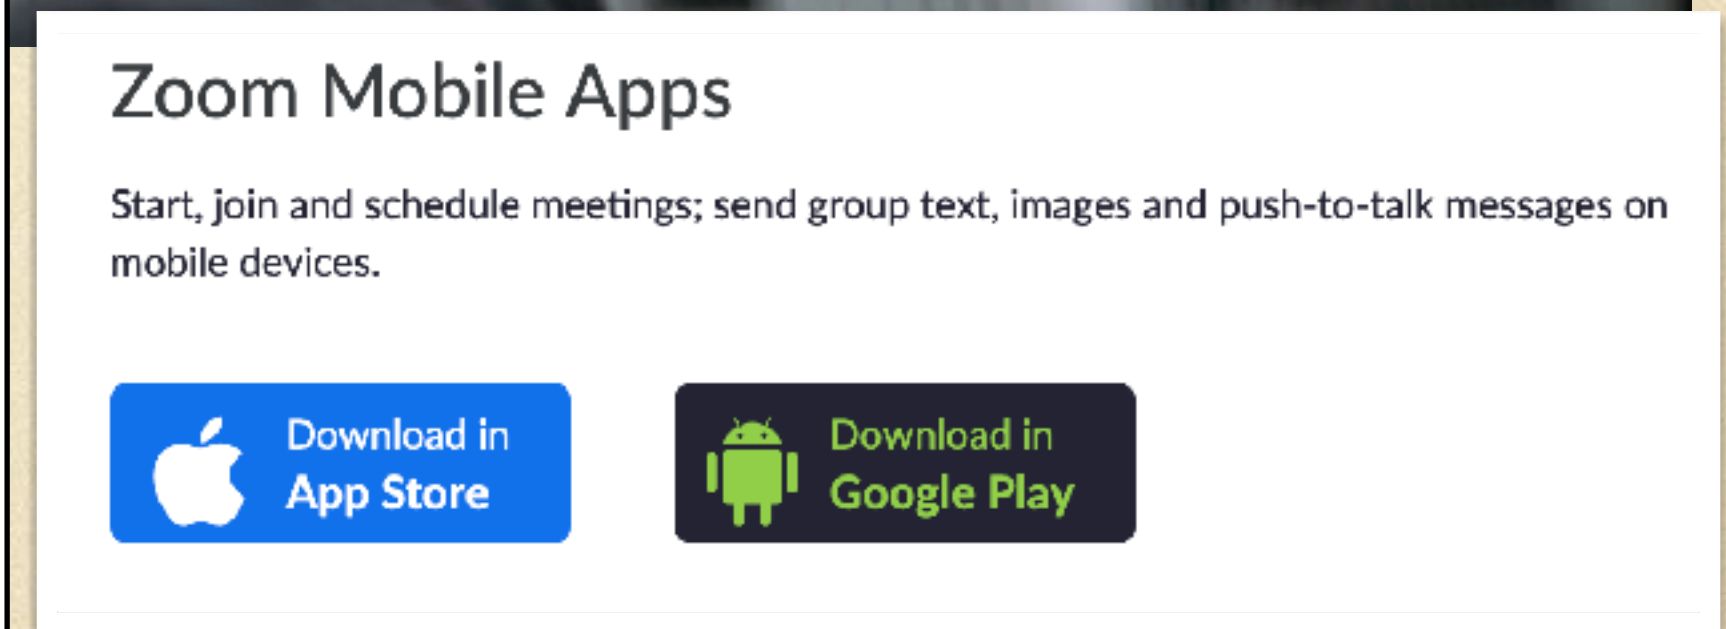 Zoom Mobile Apps
Start, join and schedule meetings; send group text, images and push-to-talk messages on
mobile devices.
Download in
App Store
Download in
Google Play